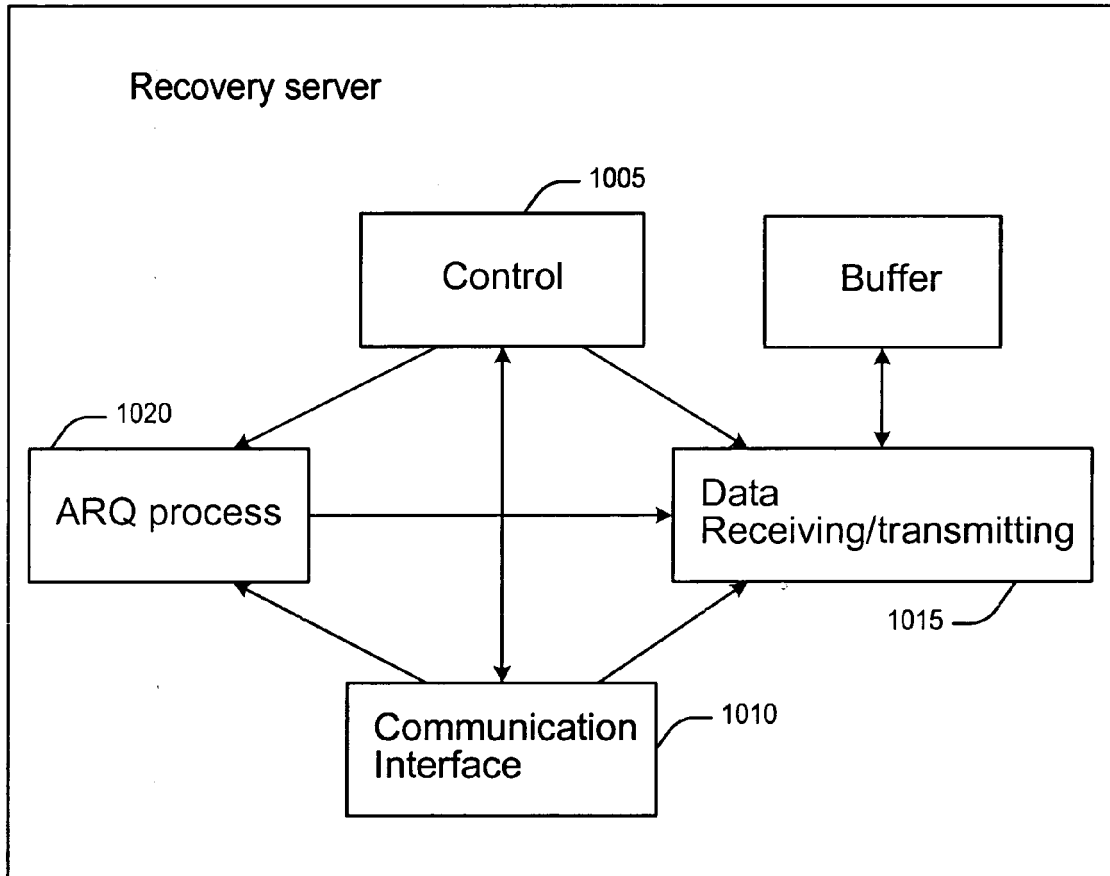 Recovery server
1005
Control
Buffer
1020
ARQ process
Data
Receiving/transmitting
1015
Communication
Interface
1010